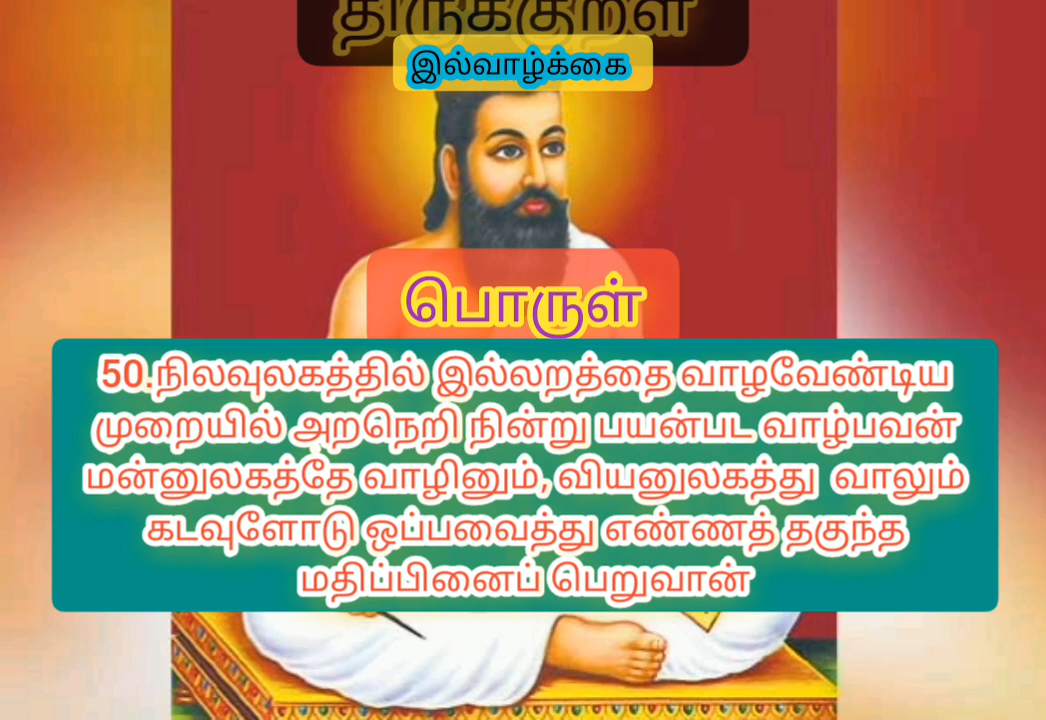 திருக்குறள்
இல்வாழ்க்கை
பொருள்
50.நிலவுலகத்தில் இல்லறத்தை வாழவேண்டிய
முறையில் அறநெறி நின்று பயன்பட வாழ்பவன்
மன்னுலகத்தே வாழினும், வியனுலகத்து வாலும்
கடவுளோடு ஒப்பவைத்து எண்ணத் தகுந்த
மதிப்பினைப் பெறுவான்